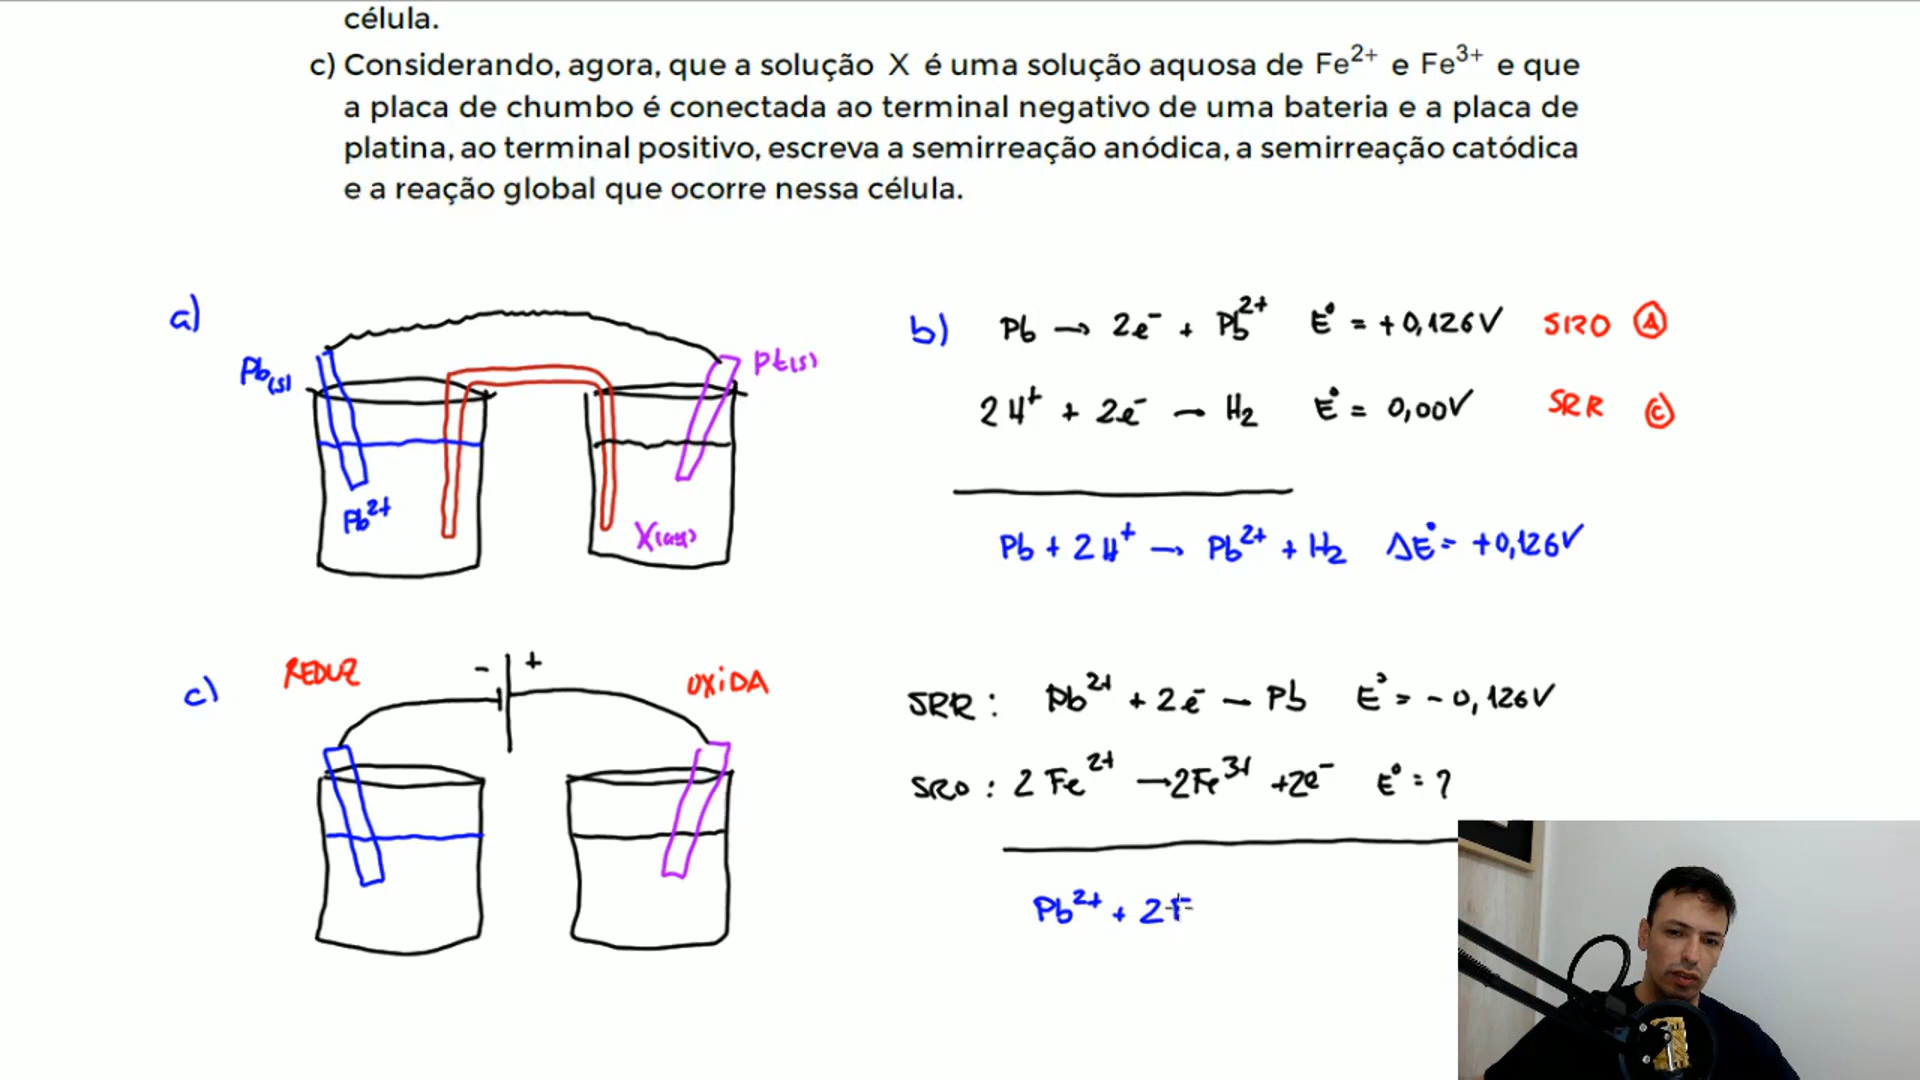 célula.
c) Considerando, agora, que a solução X é uma solução aquosa de Fe²⁺ e Fe³⁺ e que
a placa de chumbo é conectada ao terminal negativo de uma bateria e a placa de
platina, ao terminal positivo, escreva a semirreação anódica, a semirreação catódica
e a reação global que ocorre nessa célula.
a)
Pb(s)
Pt(s)
Pb²⁺
X(aq)
b) Pb → 2e⁻ + Pb²⁺ E° = +0,126V SRO A
2H⁺ + 2e⁻ → H₂ E° = 0,00V SRR C
Pb + 2H⁺ → Pb²⁺ + H₂ ΔE° = +0,126V
c)
REDUZ
- +
OXIDA
SRR: Pb²⁺ + 2e⁻ → Pb E° = -0,126V
SRO: 2Fe²⁺ → 2Fe³⁺ + 2e⁻ E° = ?
Pb²⁺ + 2F